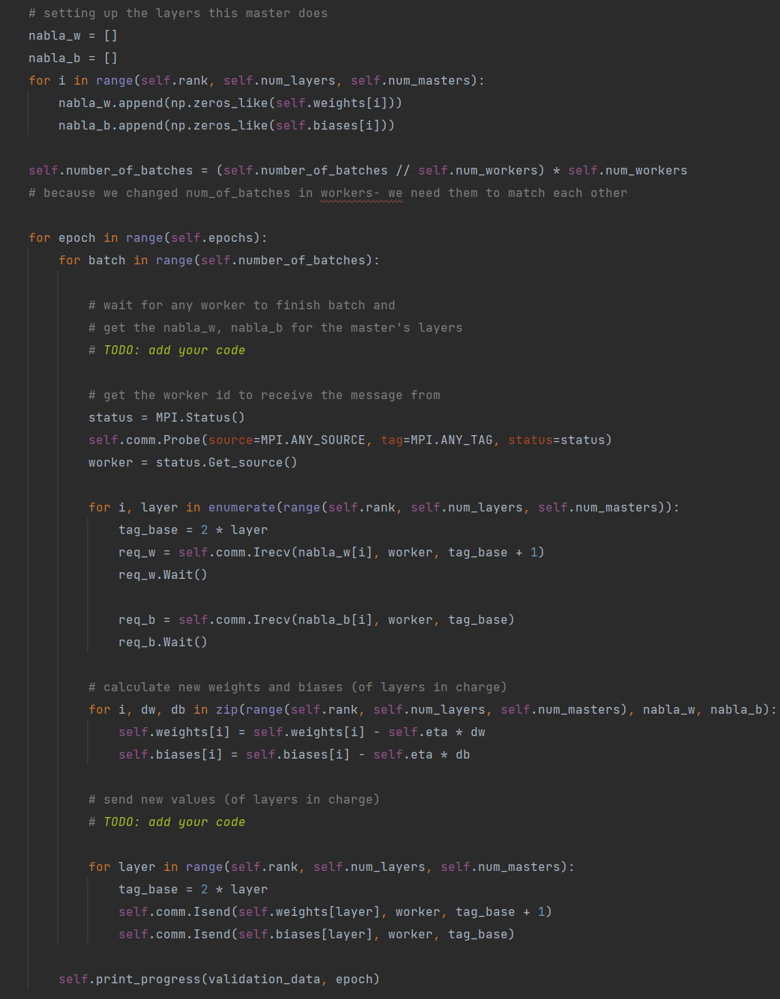 # setting up the layers this master does
nabla_w = []
nabla_b = []
for i in range(self.rank, self.num_layers, self.num_masters):
nabla_w.append(np.zeros_like(self.weights[i]))
nabla_b.append(np.zeros_like(self.biases[i]))
self.number_of_batches = (self.number_of_batches // self.num_workers) * self.num_workers
# because we changed num_of_batches in workers- we need them to match each other
for epoch in range(self.epochs):
for batch in range(self.number_of_batches):
# wait for any worker to finish batch and
# get the nabla_w, nabla_b for the master's layers
# TODO: add your code
# get the worker id to receive the message from
status = MPI.Status()
self.comm.Probe(source=MPI.ANY_SOURCE, tag=MPI.ANY_TAG, status=status)
worker = status.Get_source()
for i, layer in enumerate(range(self.rank, self.num_layers, self.num_masters)):
tag_base = 2 * layer
req_w = self.comm.Irecv(nabla_w[i], worker, tag_base + 1)
req_w.Wait()
req_b = self.comm.Irecv(nabla_b[i], worker, tag_base)
req_b.Wait()
# calculate new weights and biases (of layers in charge)
for i, dw, db in zip(range(self.rank, self.num_layers, self.num_masters), nabla_w, nabla_b):
self.weights[i] = self.weights[i] - self.eta * dw
self.biases[i] = self.biases[i] - self.eta * db
# send new values (of layers in charge)
# TODO: add your code
for layer in range(self.rank, self.num_layers, self.num_masters):
tag_base = 2 * layer
self.comm.Isend(self.weights[layer], worker, tag_base + 1)
self.comm.Isend(self.biases[layer], worker, tag_base)
self.print_progress(validation_data, epoch)